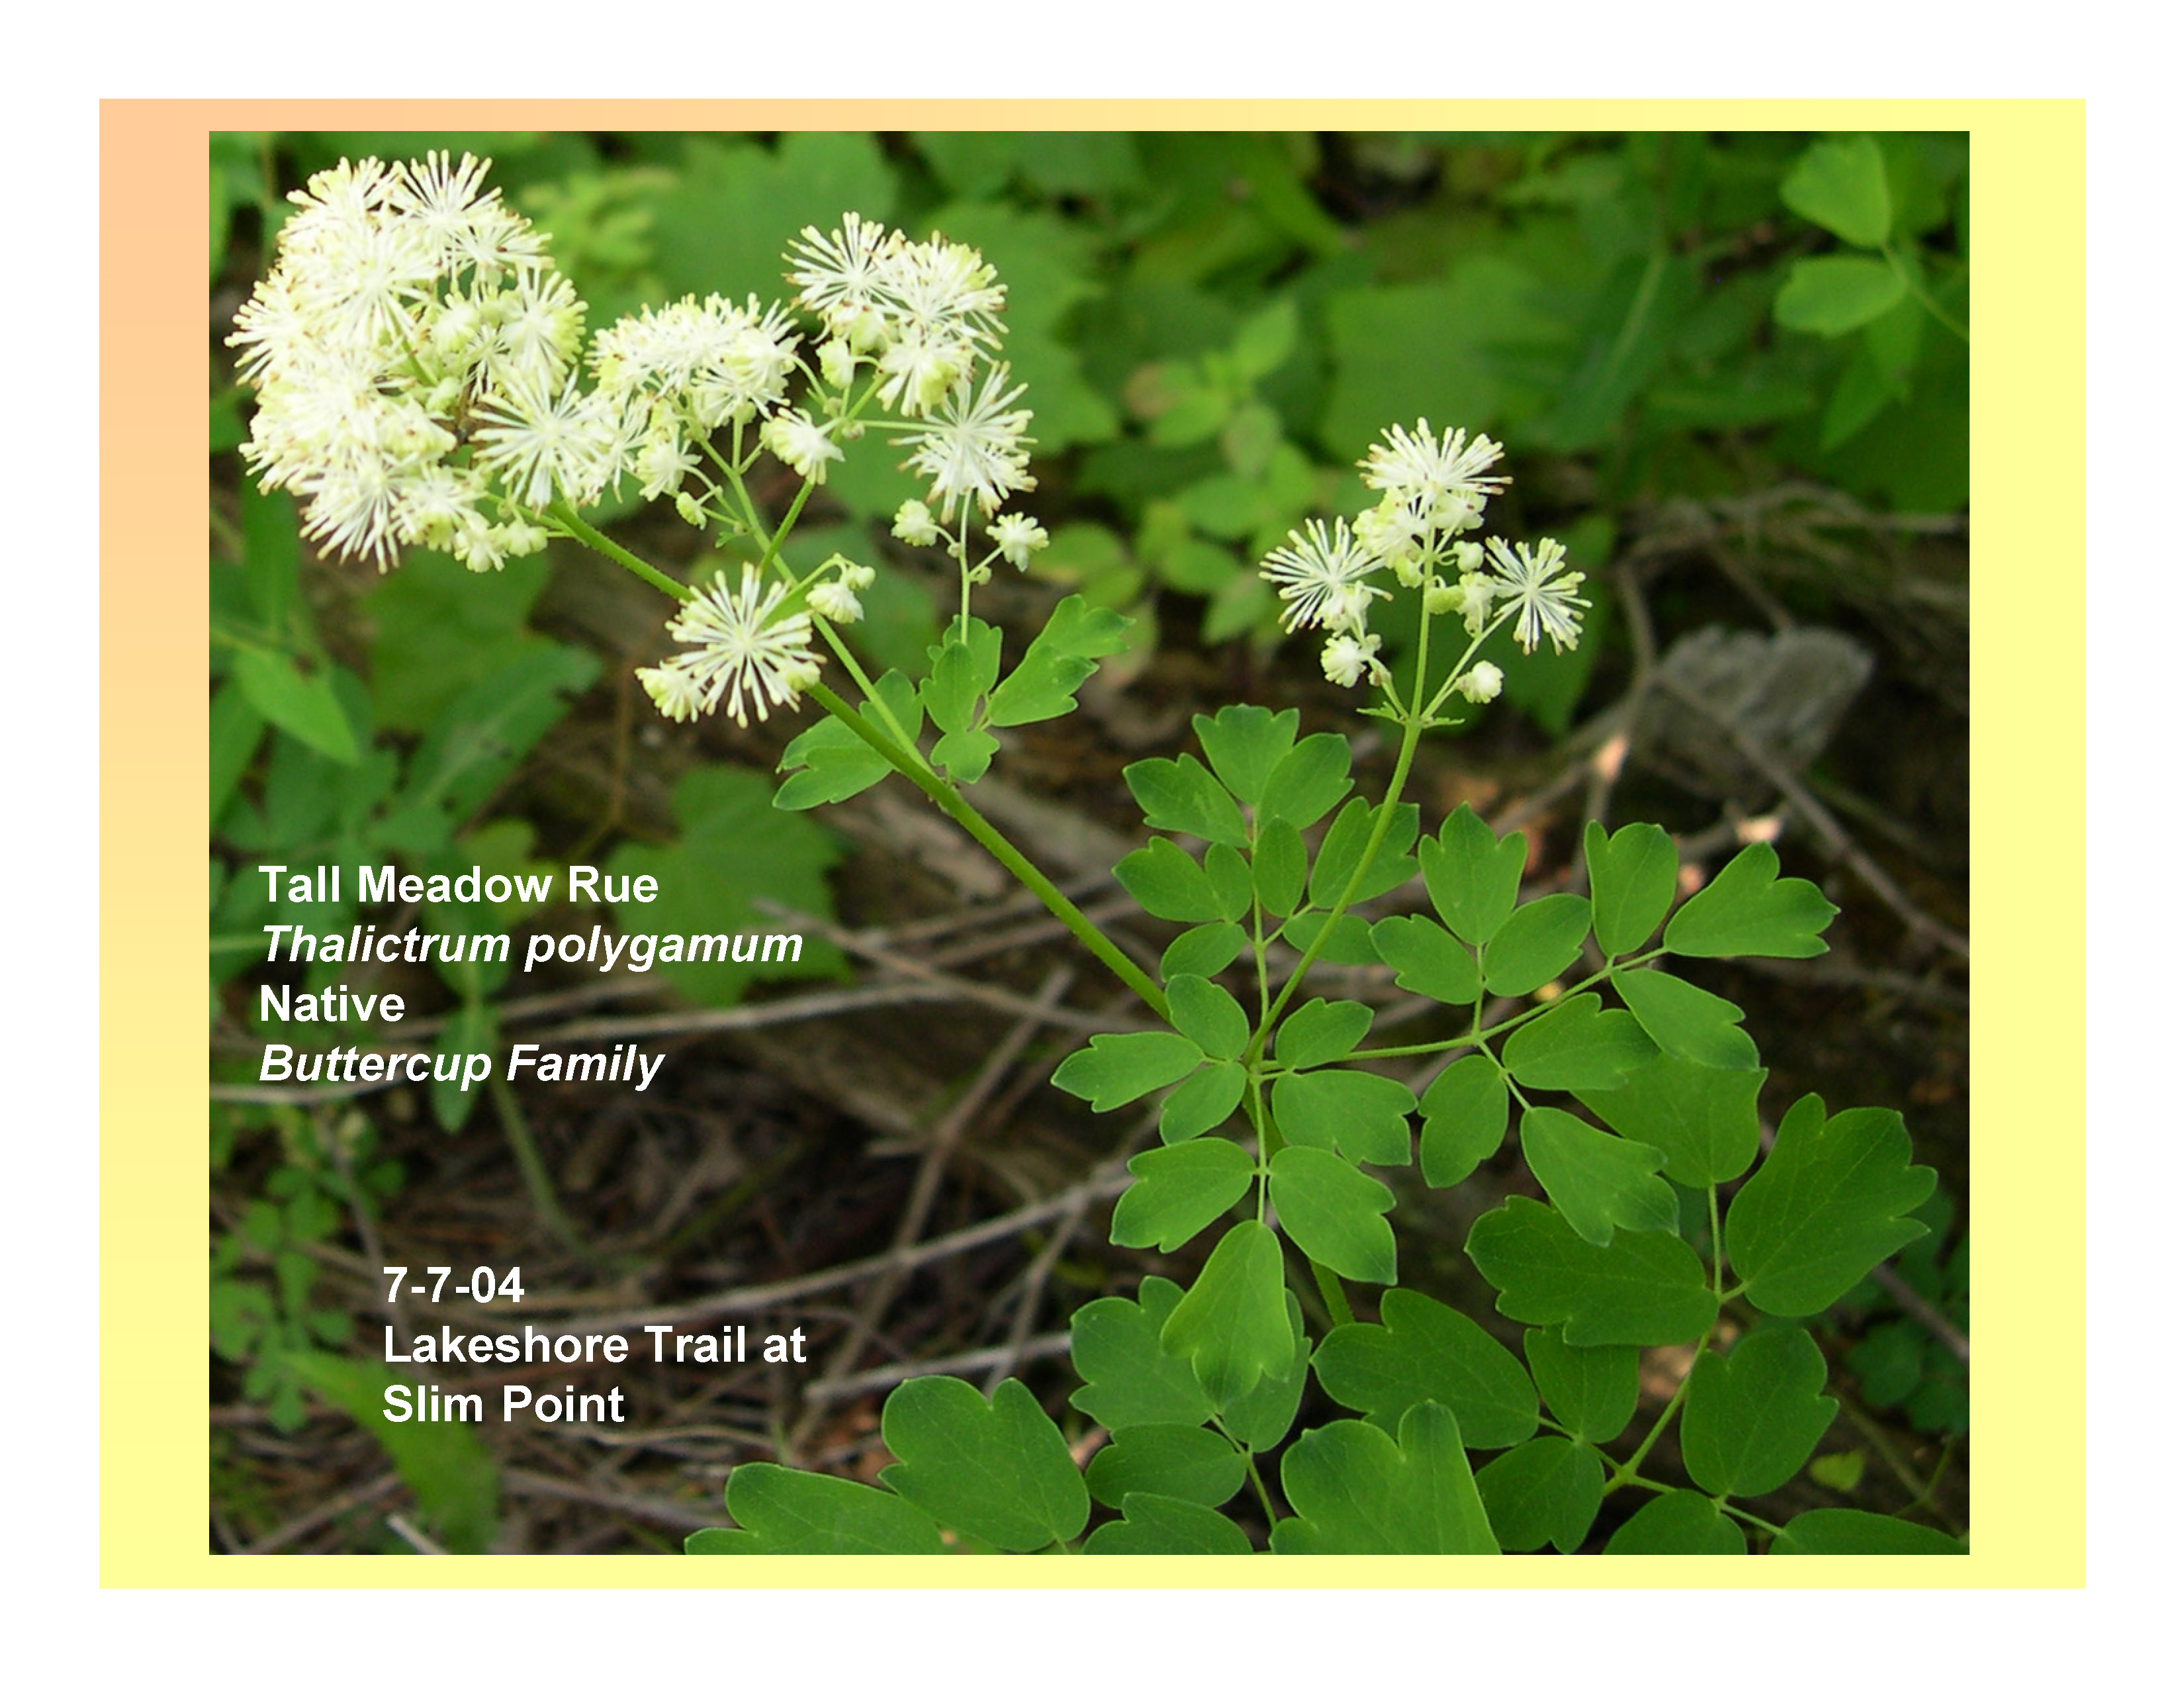 Tall Meadow Rue
Thalictrum polygamum
Native
Buttercup Family
7-7-04
Lakeshore Trail at
Slim Point